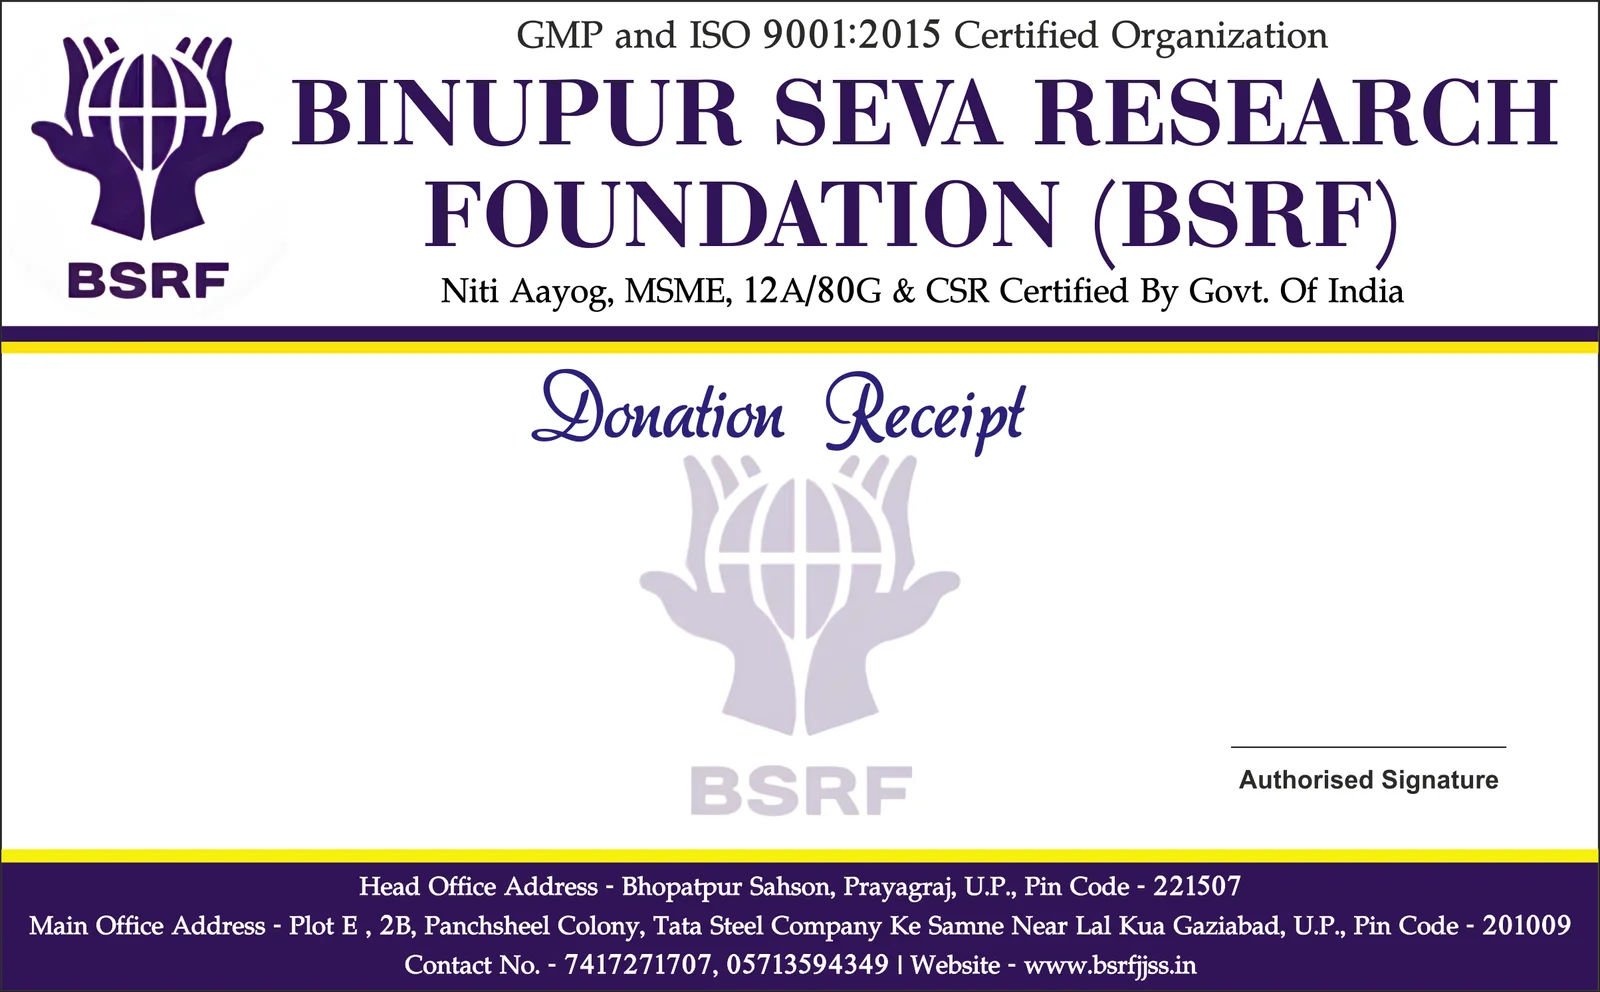 GMP and ISO 9001:2015 Certified Organization
BINUPUR SEVA RESEARCH
FOUNDATION (BSRF)
BSRF
Niti Aayog, MSME, 12A/80G & CSR Certified By Govt. Of India
Donation Receipt
BSRF
Authorised Signature
Head Office Address - Bhopatpur Sahson, Prayagraj, U.P., Pin Code - 221507
Main Office Address - Plot E , 2B, Panchsheel Colony, Tata Steel Company Ke Samne Near Lal Kua Gaziabad, U.P., Pin Code - 201009
Contact No. - 7417271707, 05713594349 | Website - www.bsrfjjss.in